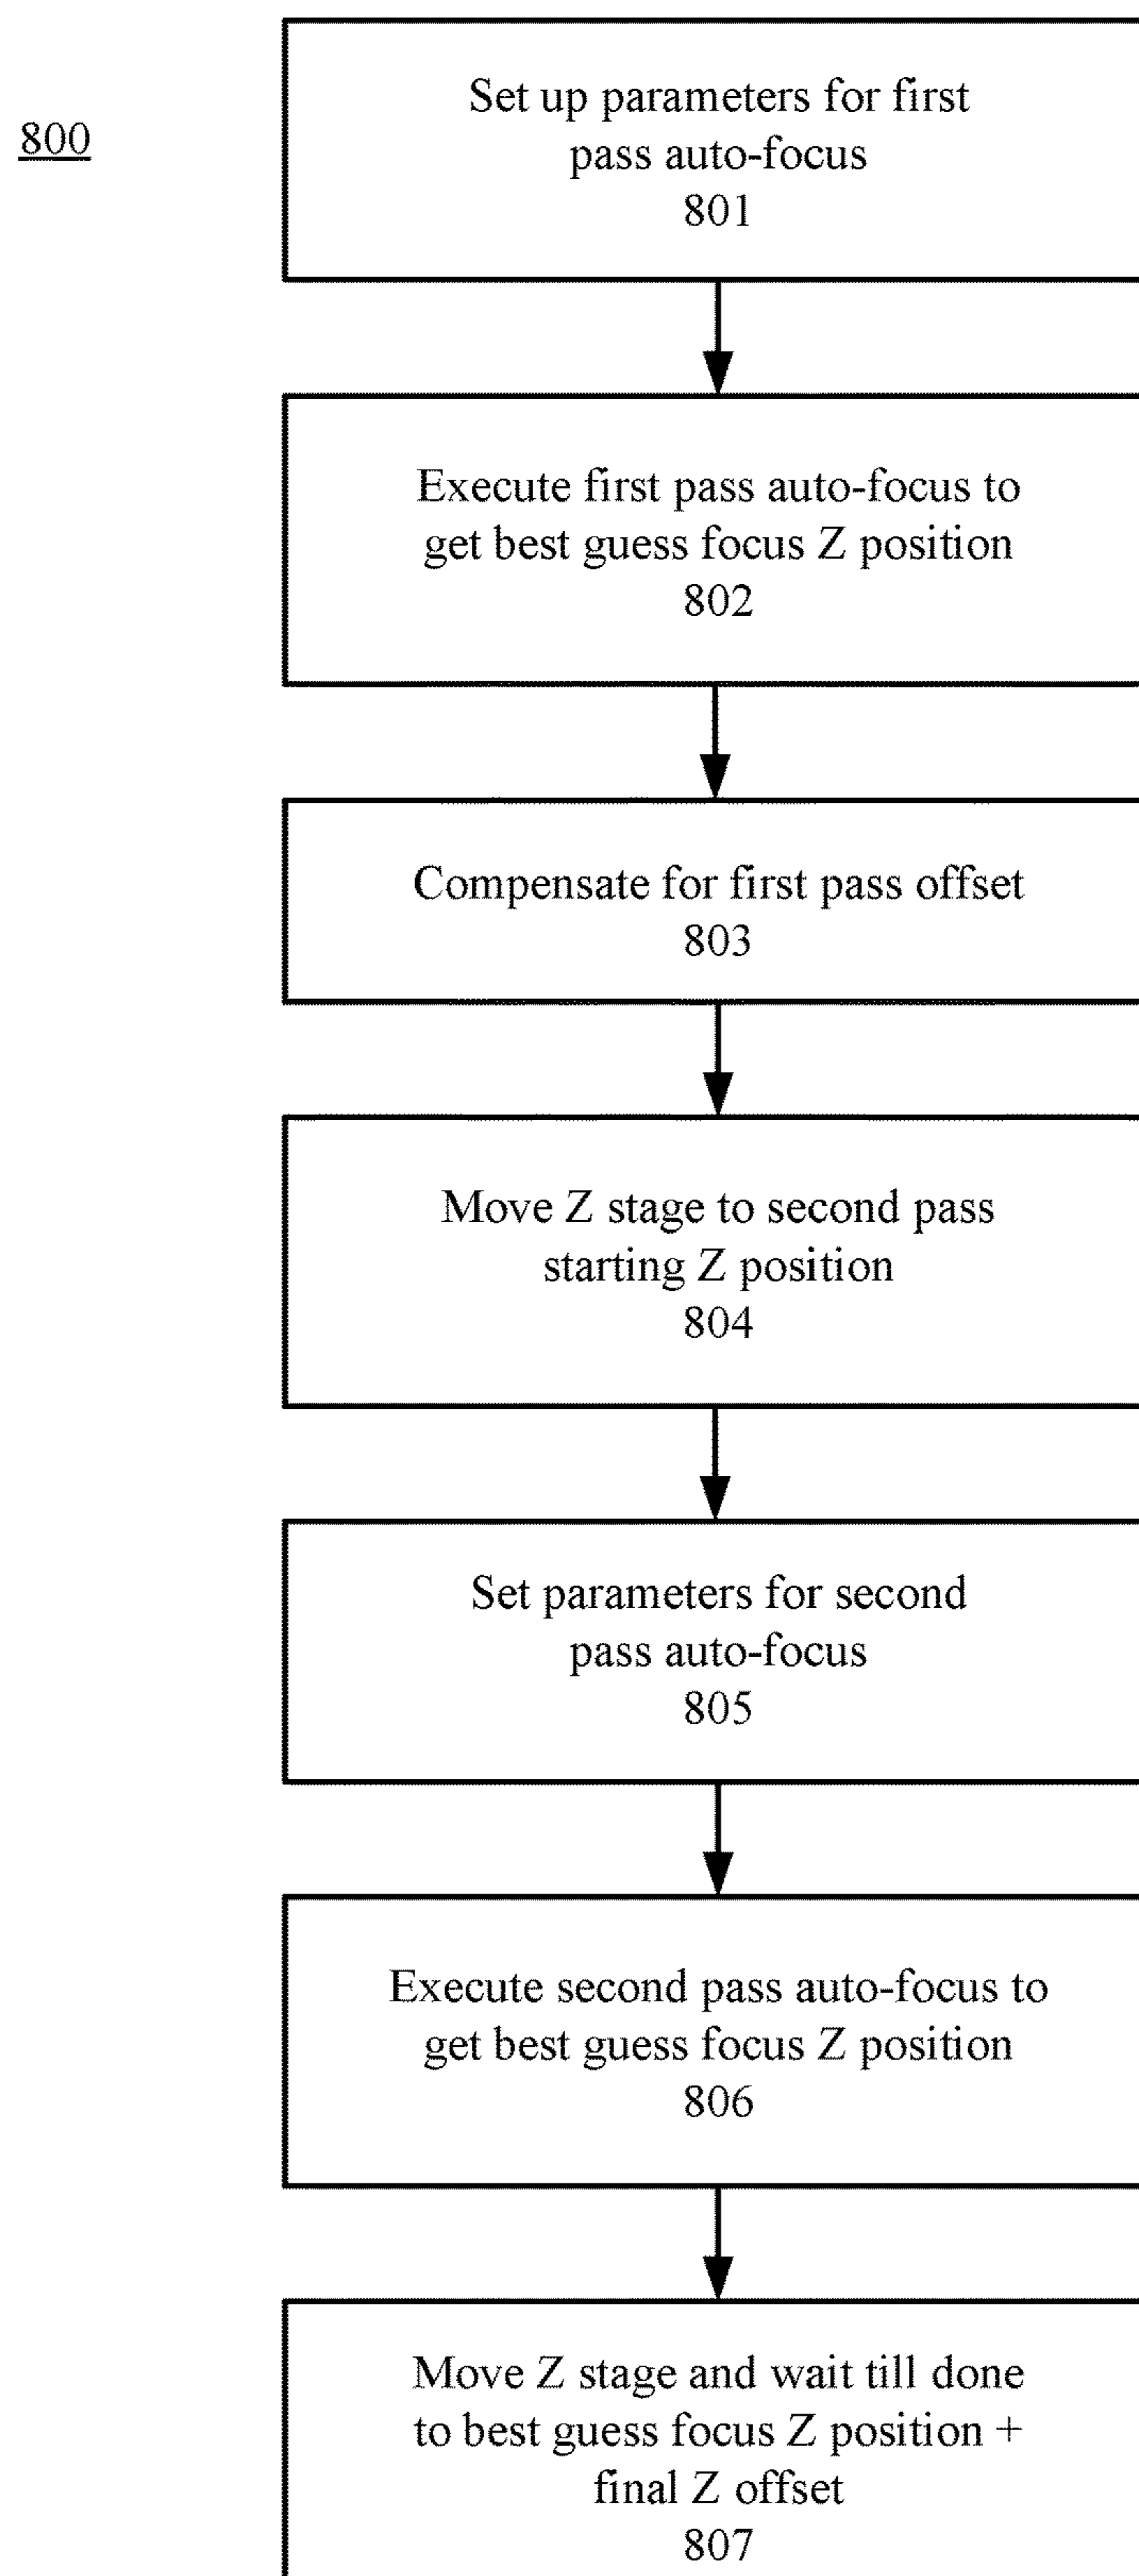 800
Set up parameters for first
pass auto-focus
801
Execute first pass auto-focus to
get best guess focus Z position
802
Compensate for first pass offset
803
Move Z stage to second pass
starting Z position
804
Set parameters for second
pass auto-focus
805
Execute second pass auto-focus to
get best guess focus Z position
806
Move Z stage and wait till done
to best guess focus Z position +
final Z offset
807